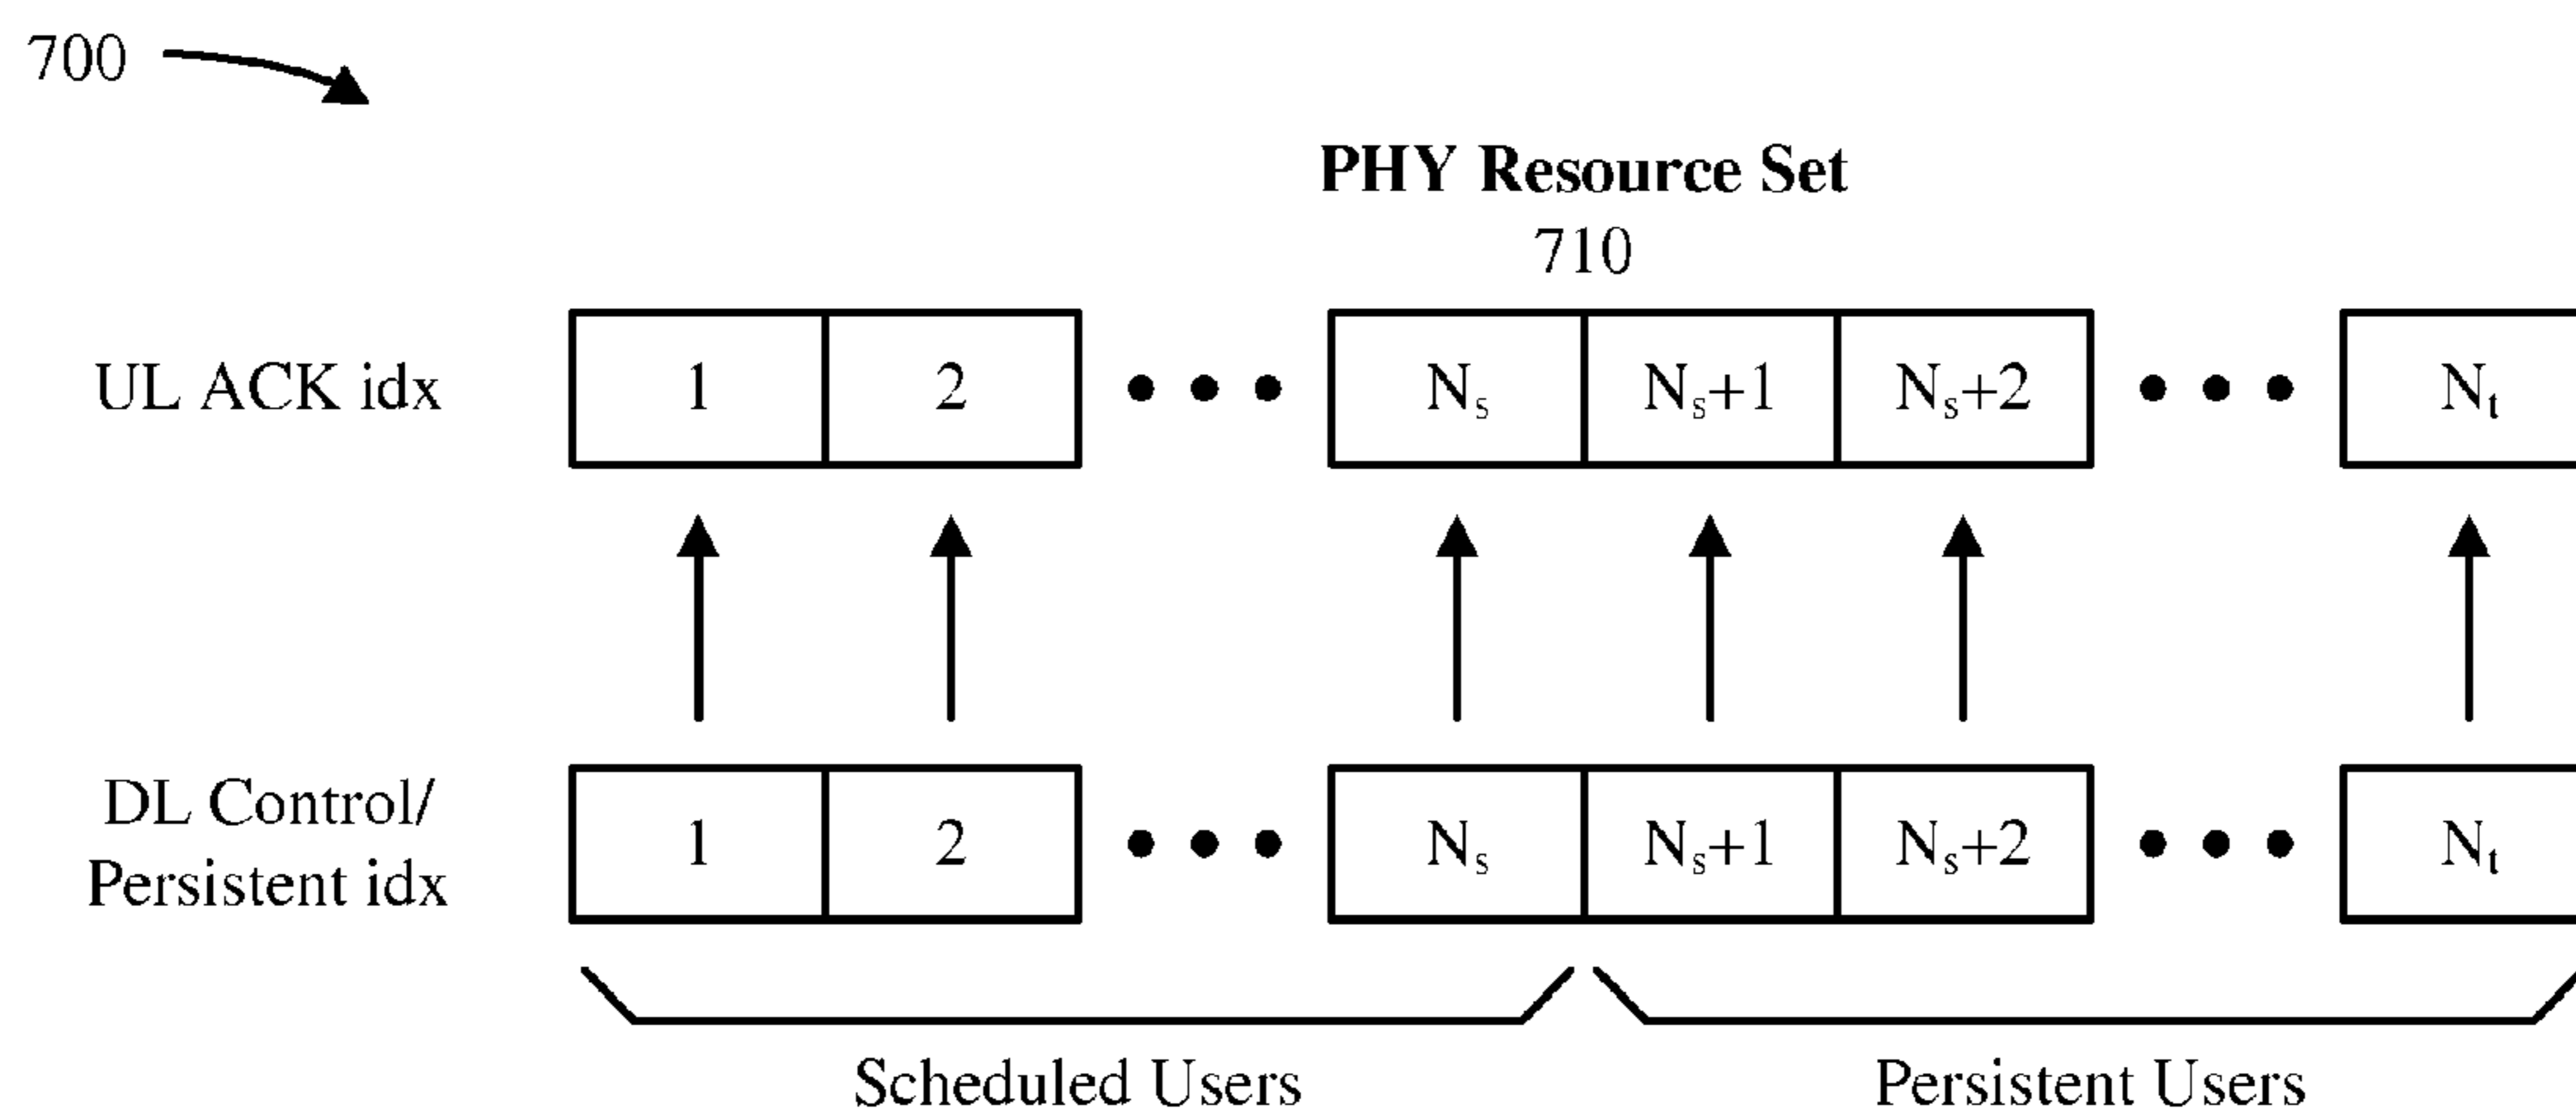 700
PHY Resource Set
710
UL ACK idx
1 2 • • • Nₛ Nₛ+1 Nₛ+2 • • • Nₜ
DL Control/
Persistent idx
1 2 • • • Nₛ Nₛ+1 Nₛ+2 • • • Nₜ
Scheduled Users
Persistent Users